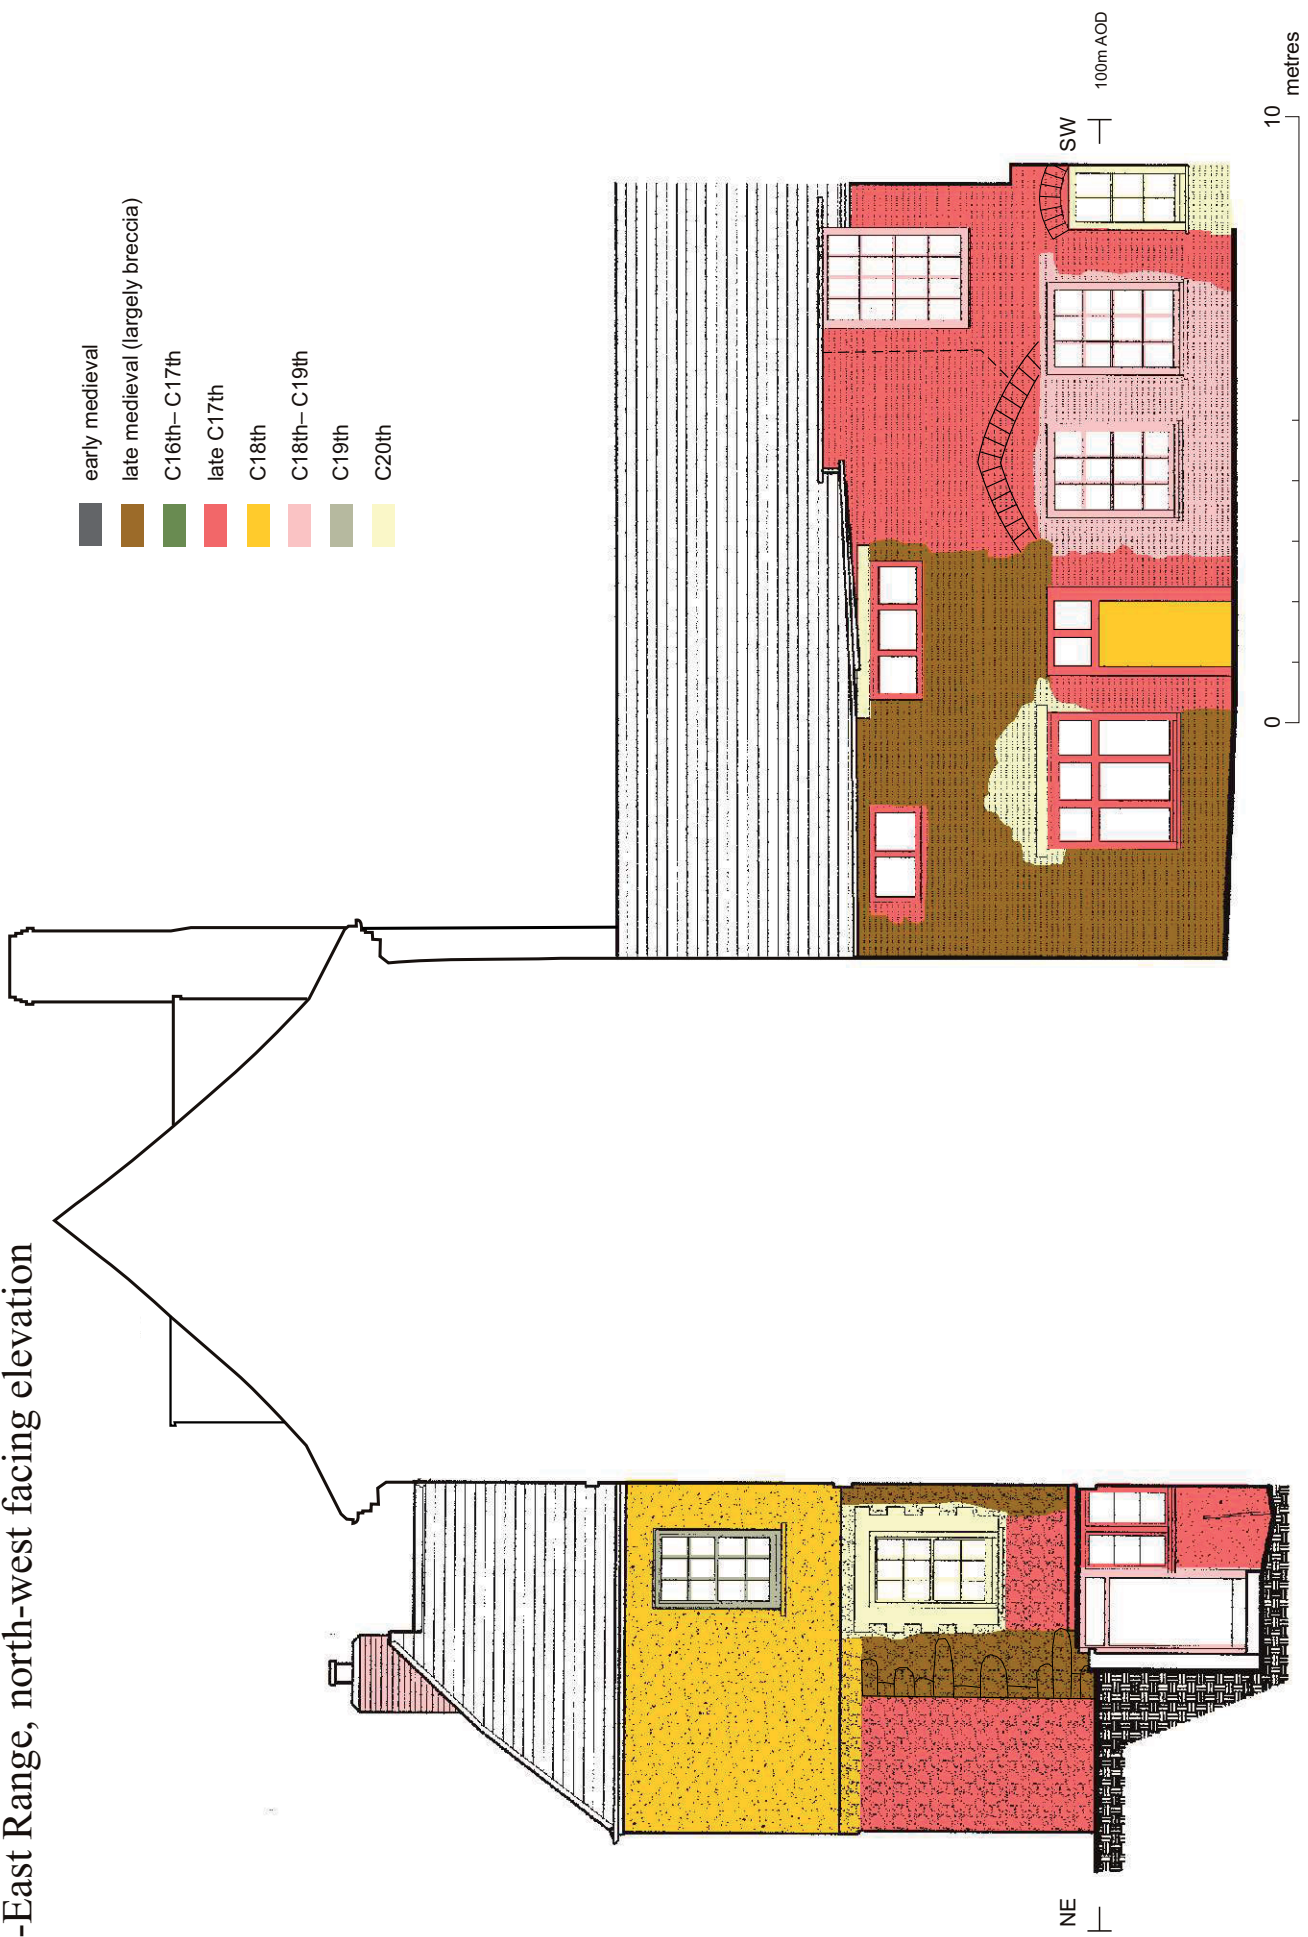 -East Range, north-west facing elevation
early medieval
late medieval (largely breccia)
C16th– C17th
late C17th
C18th
C18th– C19th
C19th
C20th
NE
SW
100m AOD
0
10
metres